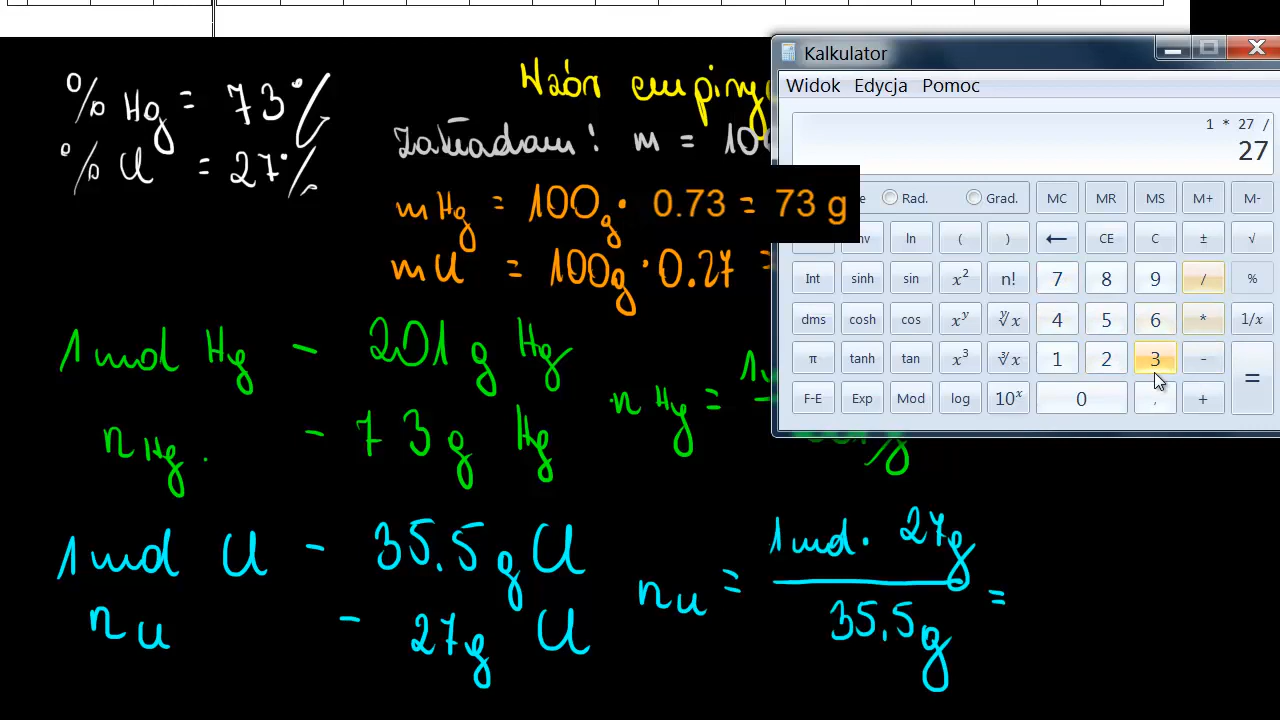 % Hg = 73%
% Cl = 27%
Wzór empiryc
Zakładam! m = 100
mHg = 100g · 0.73 = 73 g
mCl = 100g · 0.27 =
1 mol Hg - 201 g Hg
nHg. - 73 g Hg
nHg =
1 mol Cl - 35.5 g Cl
nCl - 27g Cl
nCl = 1 mol · 27g / 35.5g =
Kalkulator
Widok Edycja Pomoc
1 * 27 /
27
Rad. Grad. MC MR MS M+ M-
ln ( ) ← CE C ± √
Int sinh sin x² n! 7 8 9 / %
dms cosh cos xʸ ʸ√x 4 5 6 * 1/x
π tanh tan x³ ³√x 1 2 3 - =
F-E Exp Mod log 10ˣ 0 , +